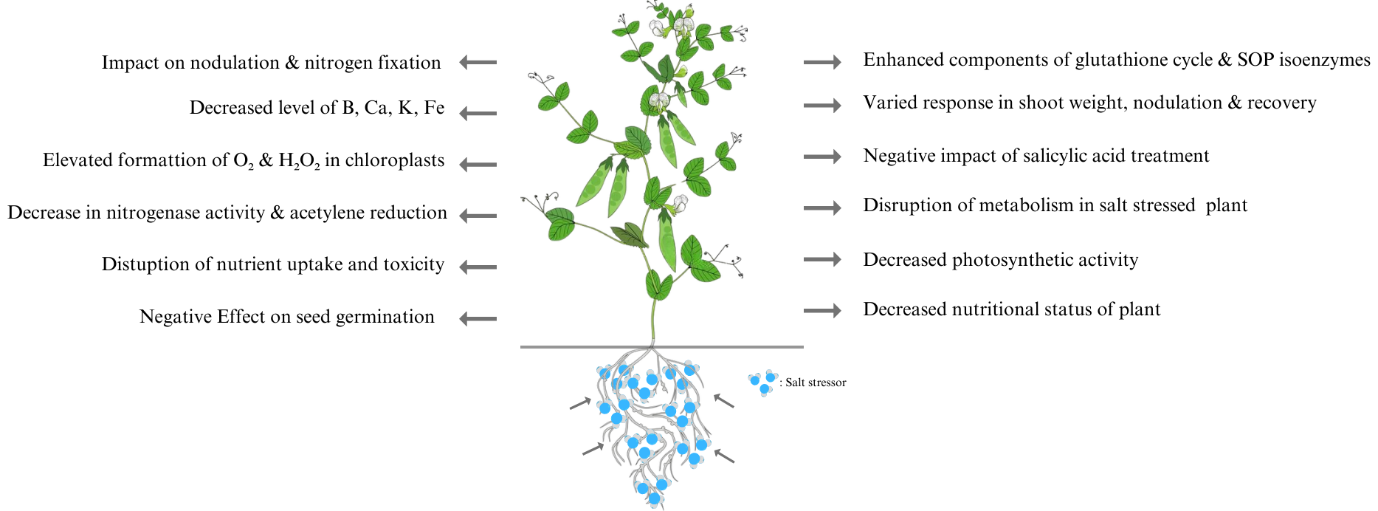 Impact on nodulation & nitrogen fixation
Decreased level of B, Ca, K, Fe
Elevated formattion of O₂ & H₂O₂ in chloroplasts
Decrease in nitrogenase activity & acetylene reduction
Distuption of nutrient uptake and toxicity
Negative Effect on seed germination
Enhanced components of glutathione cycle & SOP isoenzymes
Varied response in shoot weight, nodulation & recovery
Negative impact of salicylic acid treatment
Disruption of metabolism in salt stressed plant
Decreased photosynthetic activity
Decreased nutritional status of plant
: Salt stressor